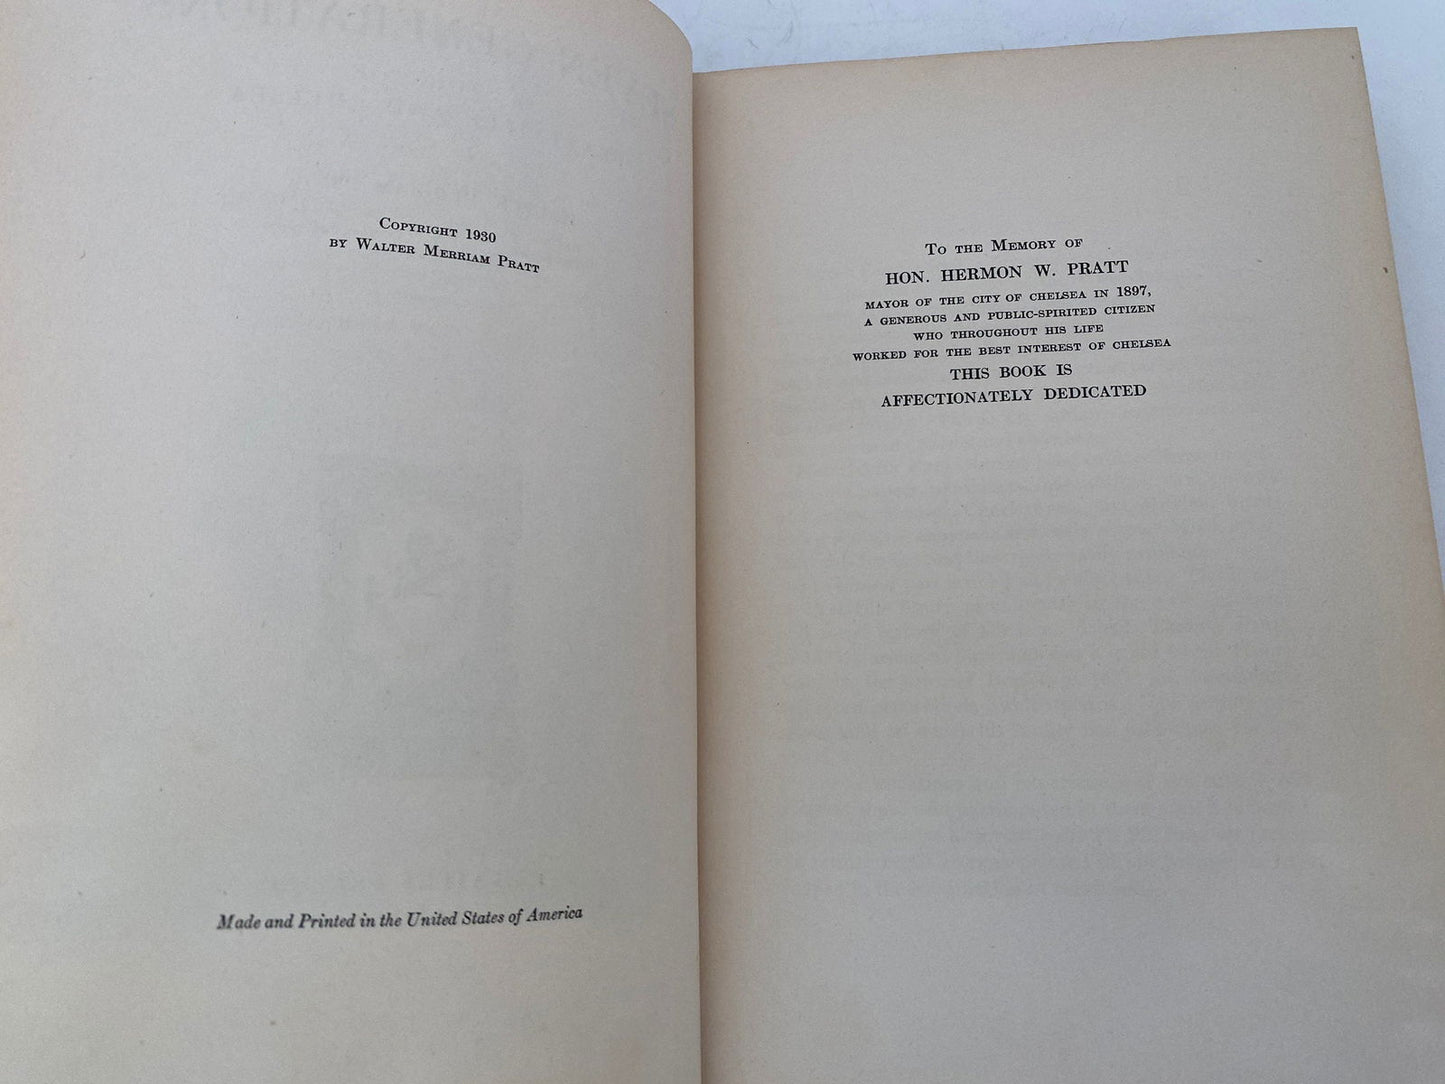 Copyright 1930
by Walter Merriam Pratt
Made and Printed in the United States of America
To the Memory of
HON. HERMON W. PRATT
MAYOR OF THE CITY OF CHELSEA IN 1897,
A GENEROUS AND PUBLIC-SPIRITED CITIZEN
WHO THROUGHOUT HIS LIFE
WORKED FOR THE BEST INTEREST OF CHELSEA
THIS BOOK IS
AFFECTIONATELY DEDICATED